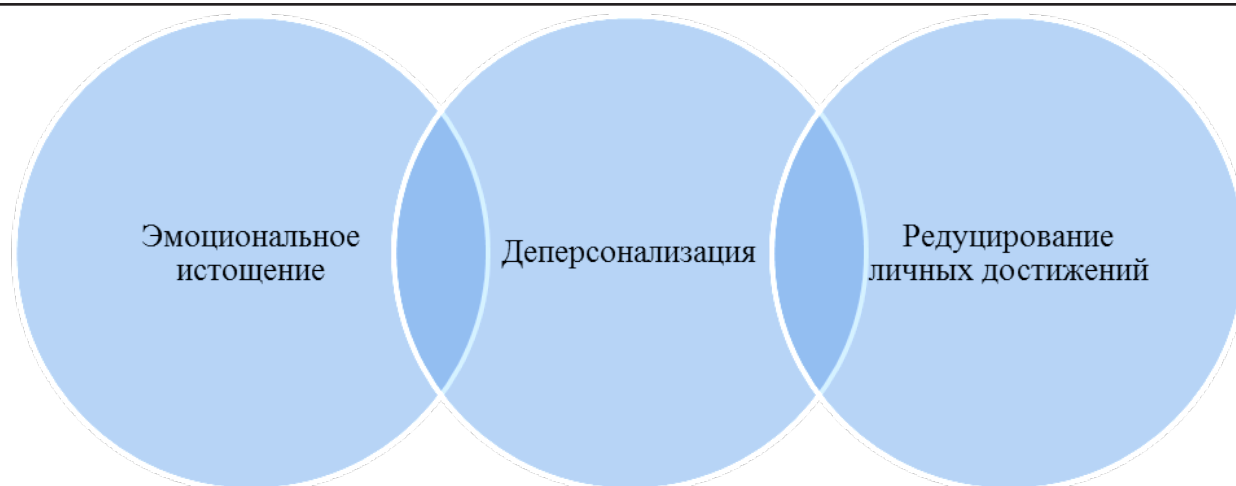 Эмоциональное
истощение
Деперсонализация
Редуцирование
личных достижений